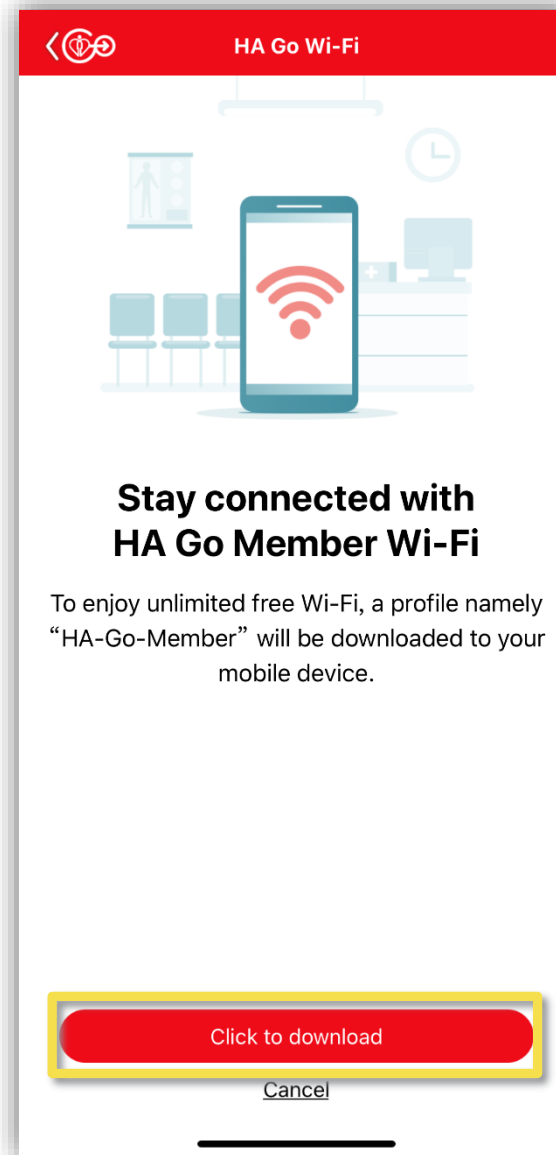 HA Go Wi-Fi
Stay connected with
HA Go Member Wi-Fi
To enjoy unlimited free Wi-Fi, a profile namely
“HA-Go-Member” will be downloaded to your
mobile device.
Click to download
Cancel